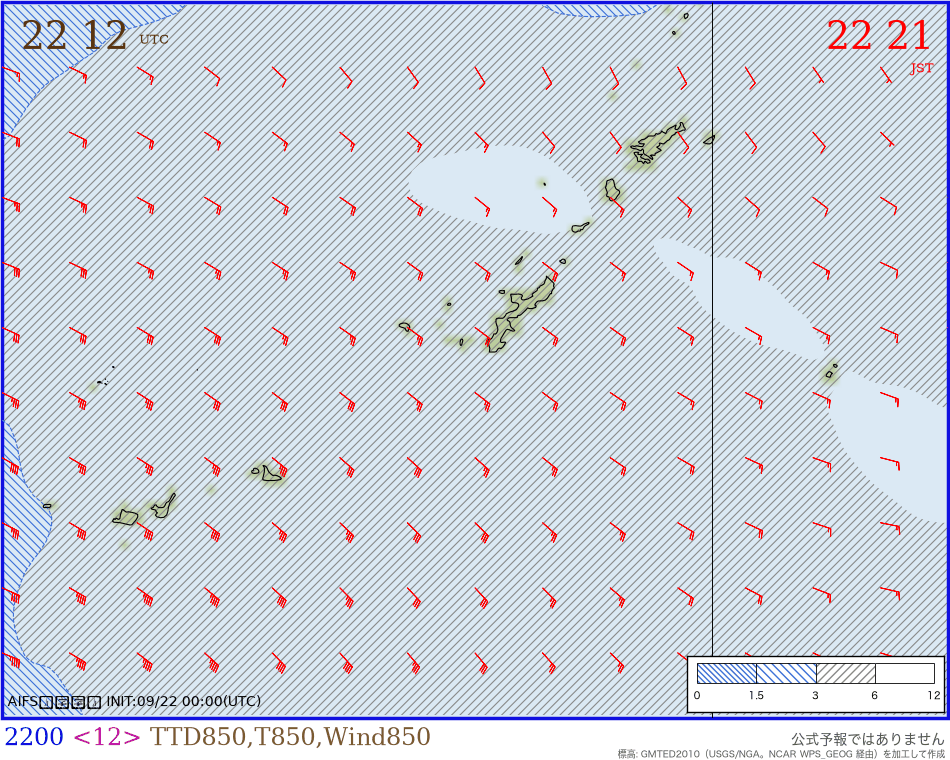 22 12 UTC
22 21
JST
0 1.5 3 6 12
AIFS INIT:09/22 00:00(UTC)
2200 <12> TTD850,T850,Wind850
公式予報ではありません
標高: GMTED2010（USGS/NGA。NCAR WPS_GEOG 経由）を加工して作成